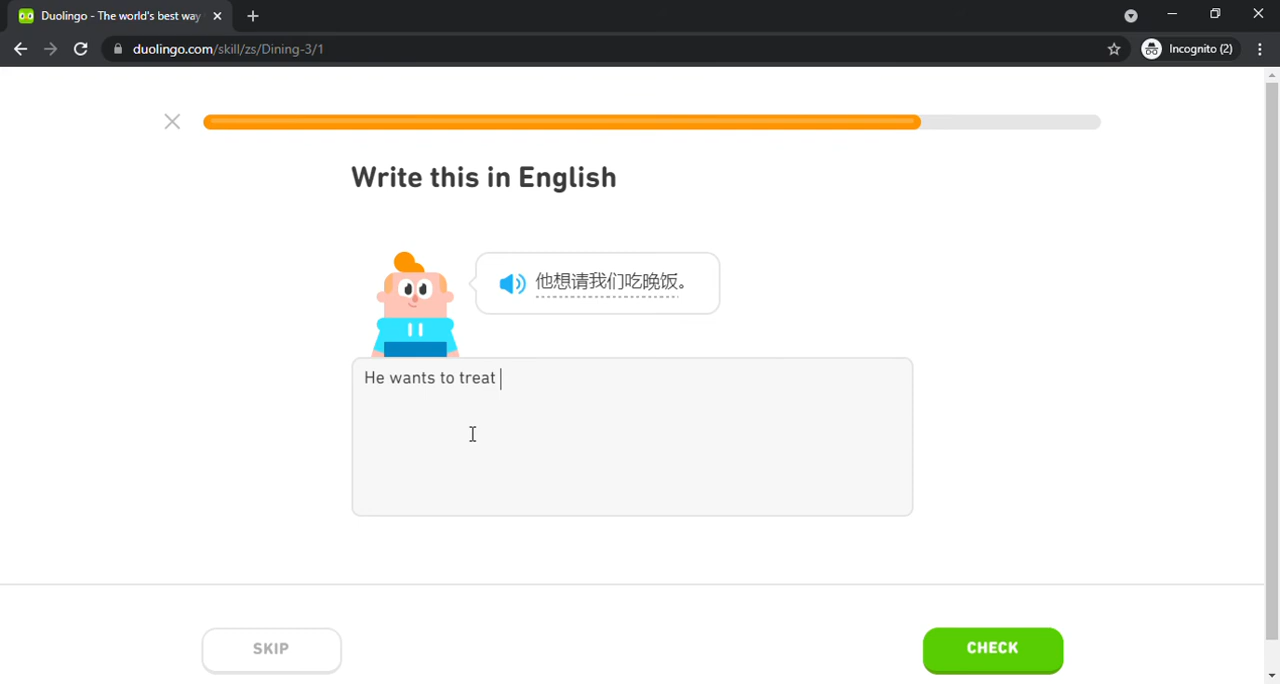 Duolingo - The world's best way
duolingo.com/skill/zs/Dining-3/1
Incognito (2)
Write this in English
他想请我们吃晚饭。
He wants to treat
SKIP
CHECK